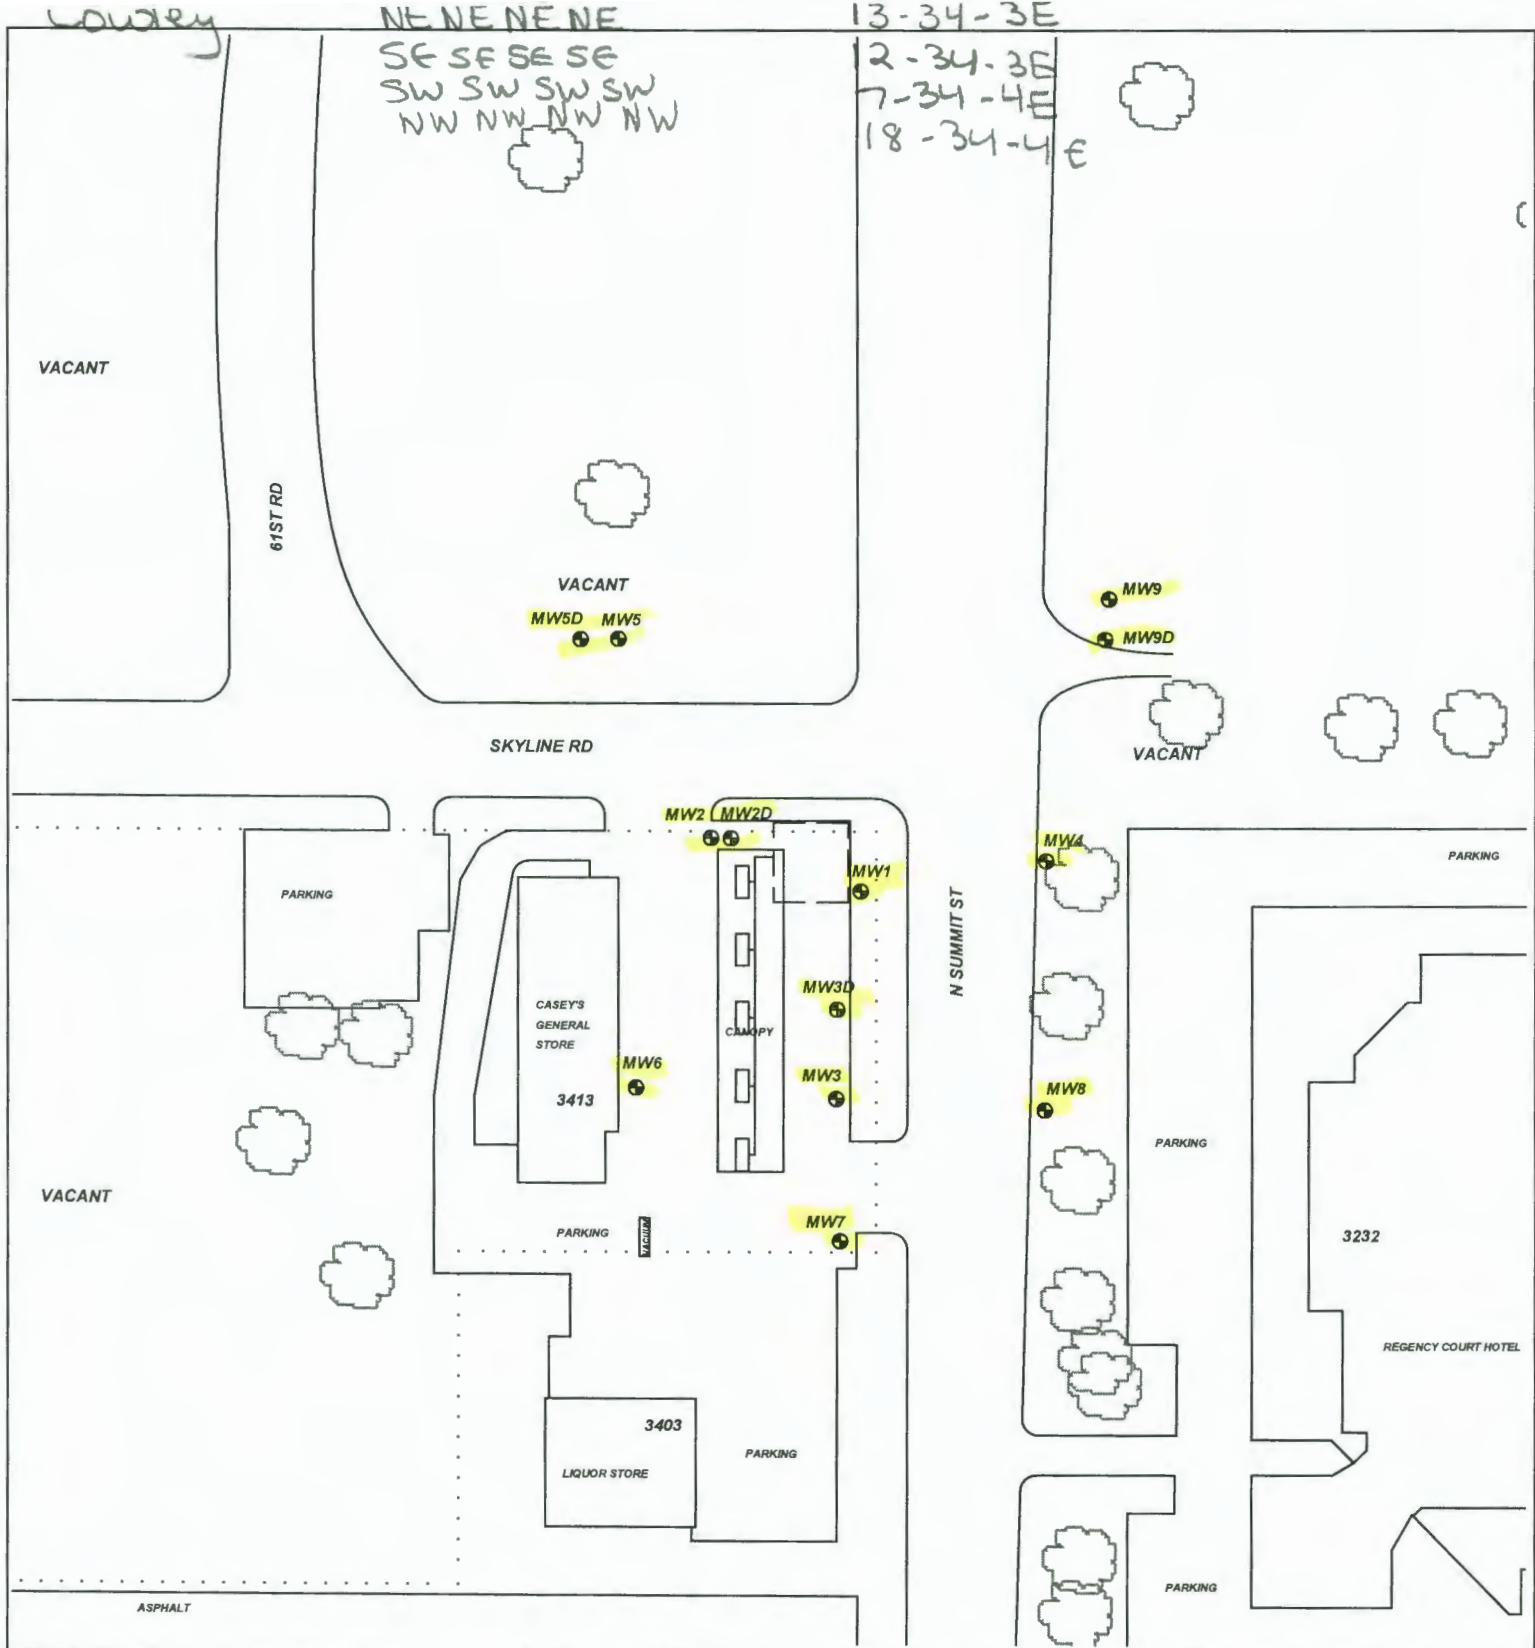 NE NE NE NE 13-34-3E
SE SE SE SE 12-34-3E
SW SW SW SW 7-34-4E
NW NW NW NW 18-34-4E
VACANT
61ST RD
VACANT
MW5D MW5
MW9
MW9D
SKYLINE RD
VACANT
MW2 MW2D
MW4
PARKING
MW1
PARKING
N SUMMIT ST
MW3D
CASEY'S
GENERAL
STORE
CANOPY
MW6
MW3
MW8
3413
PARKING
VACANT
MW7
PARKING
VACUUM
3232
REGENCY COURT HOTEL
3403
PARKING
LIQUOR STORE
PARKING
ASPHALT